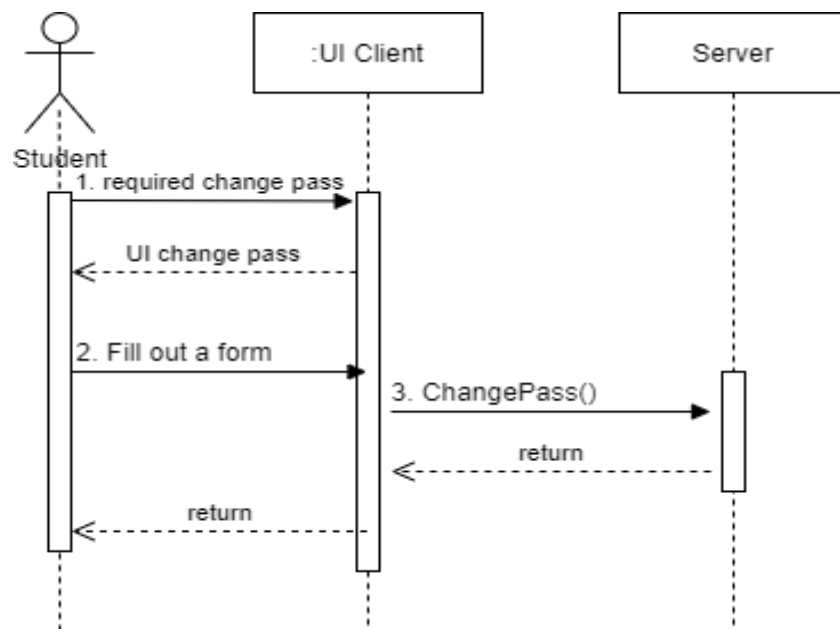 :UI Client
Server
Student
1. required change pass
UI change pass
2. Fill out a form
3. ChangePass()
return
return